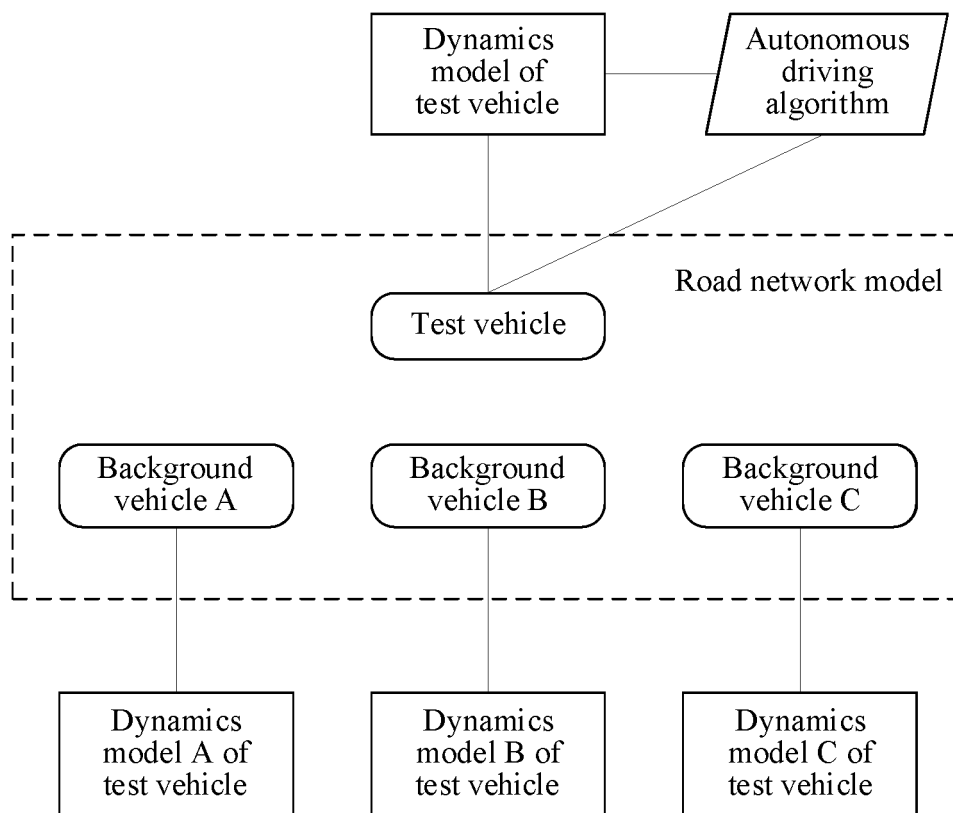 Dynamics
model of
test vehicle
Autonomous
driving
algorithm
Road network model
Test vehicle
Background
vehicle A
Background
vehicle B
Background
vehicle C
Dynamics
model A of
test vehicle
Dynamics
model B of
test vehicle
Dynamics
model C of
test vehicle